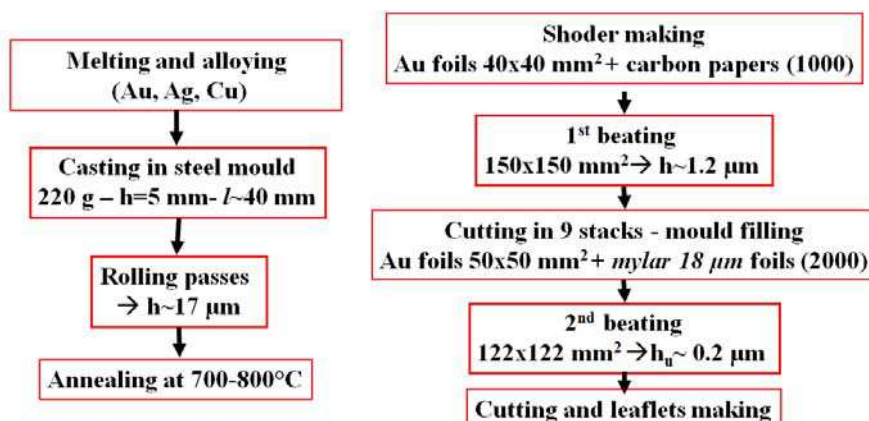 Melting and alloying
(Au, Ag, Cu)
Casting in steel mould
220 g – h=5 mm- l~40 mm
Rolling passes
→ h~17 µm
Annealing at 700-800°C
Shoder making
Au foils 40x40 mm² + carbon papers (1000)
1st beating
150x150 mm² → h~1.2 µm
Cutting in 9 stacks - mould filling
Au foils 50x50 mm² + mylar 18 µm foils (2000)
2nd beating
122x122 mm² → hu~ 0.2 µm
Cutting and leaflets making